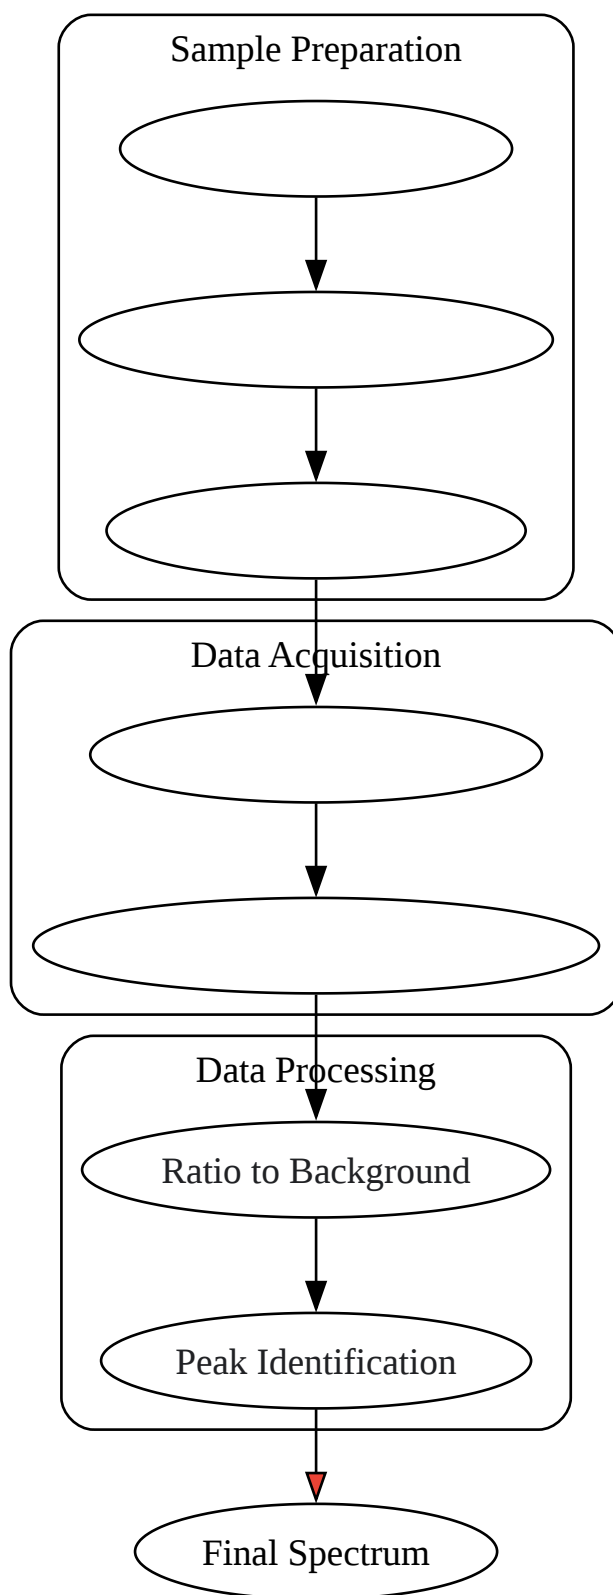 Sample Preparation
Data Acquisition
Data Processing
Ratio to Background
Peak Identification
Final Spectrum